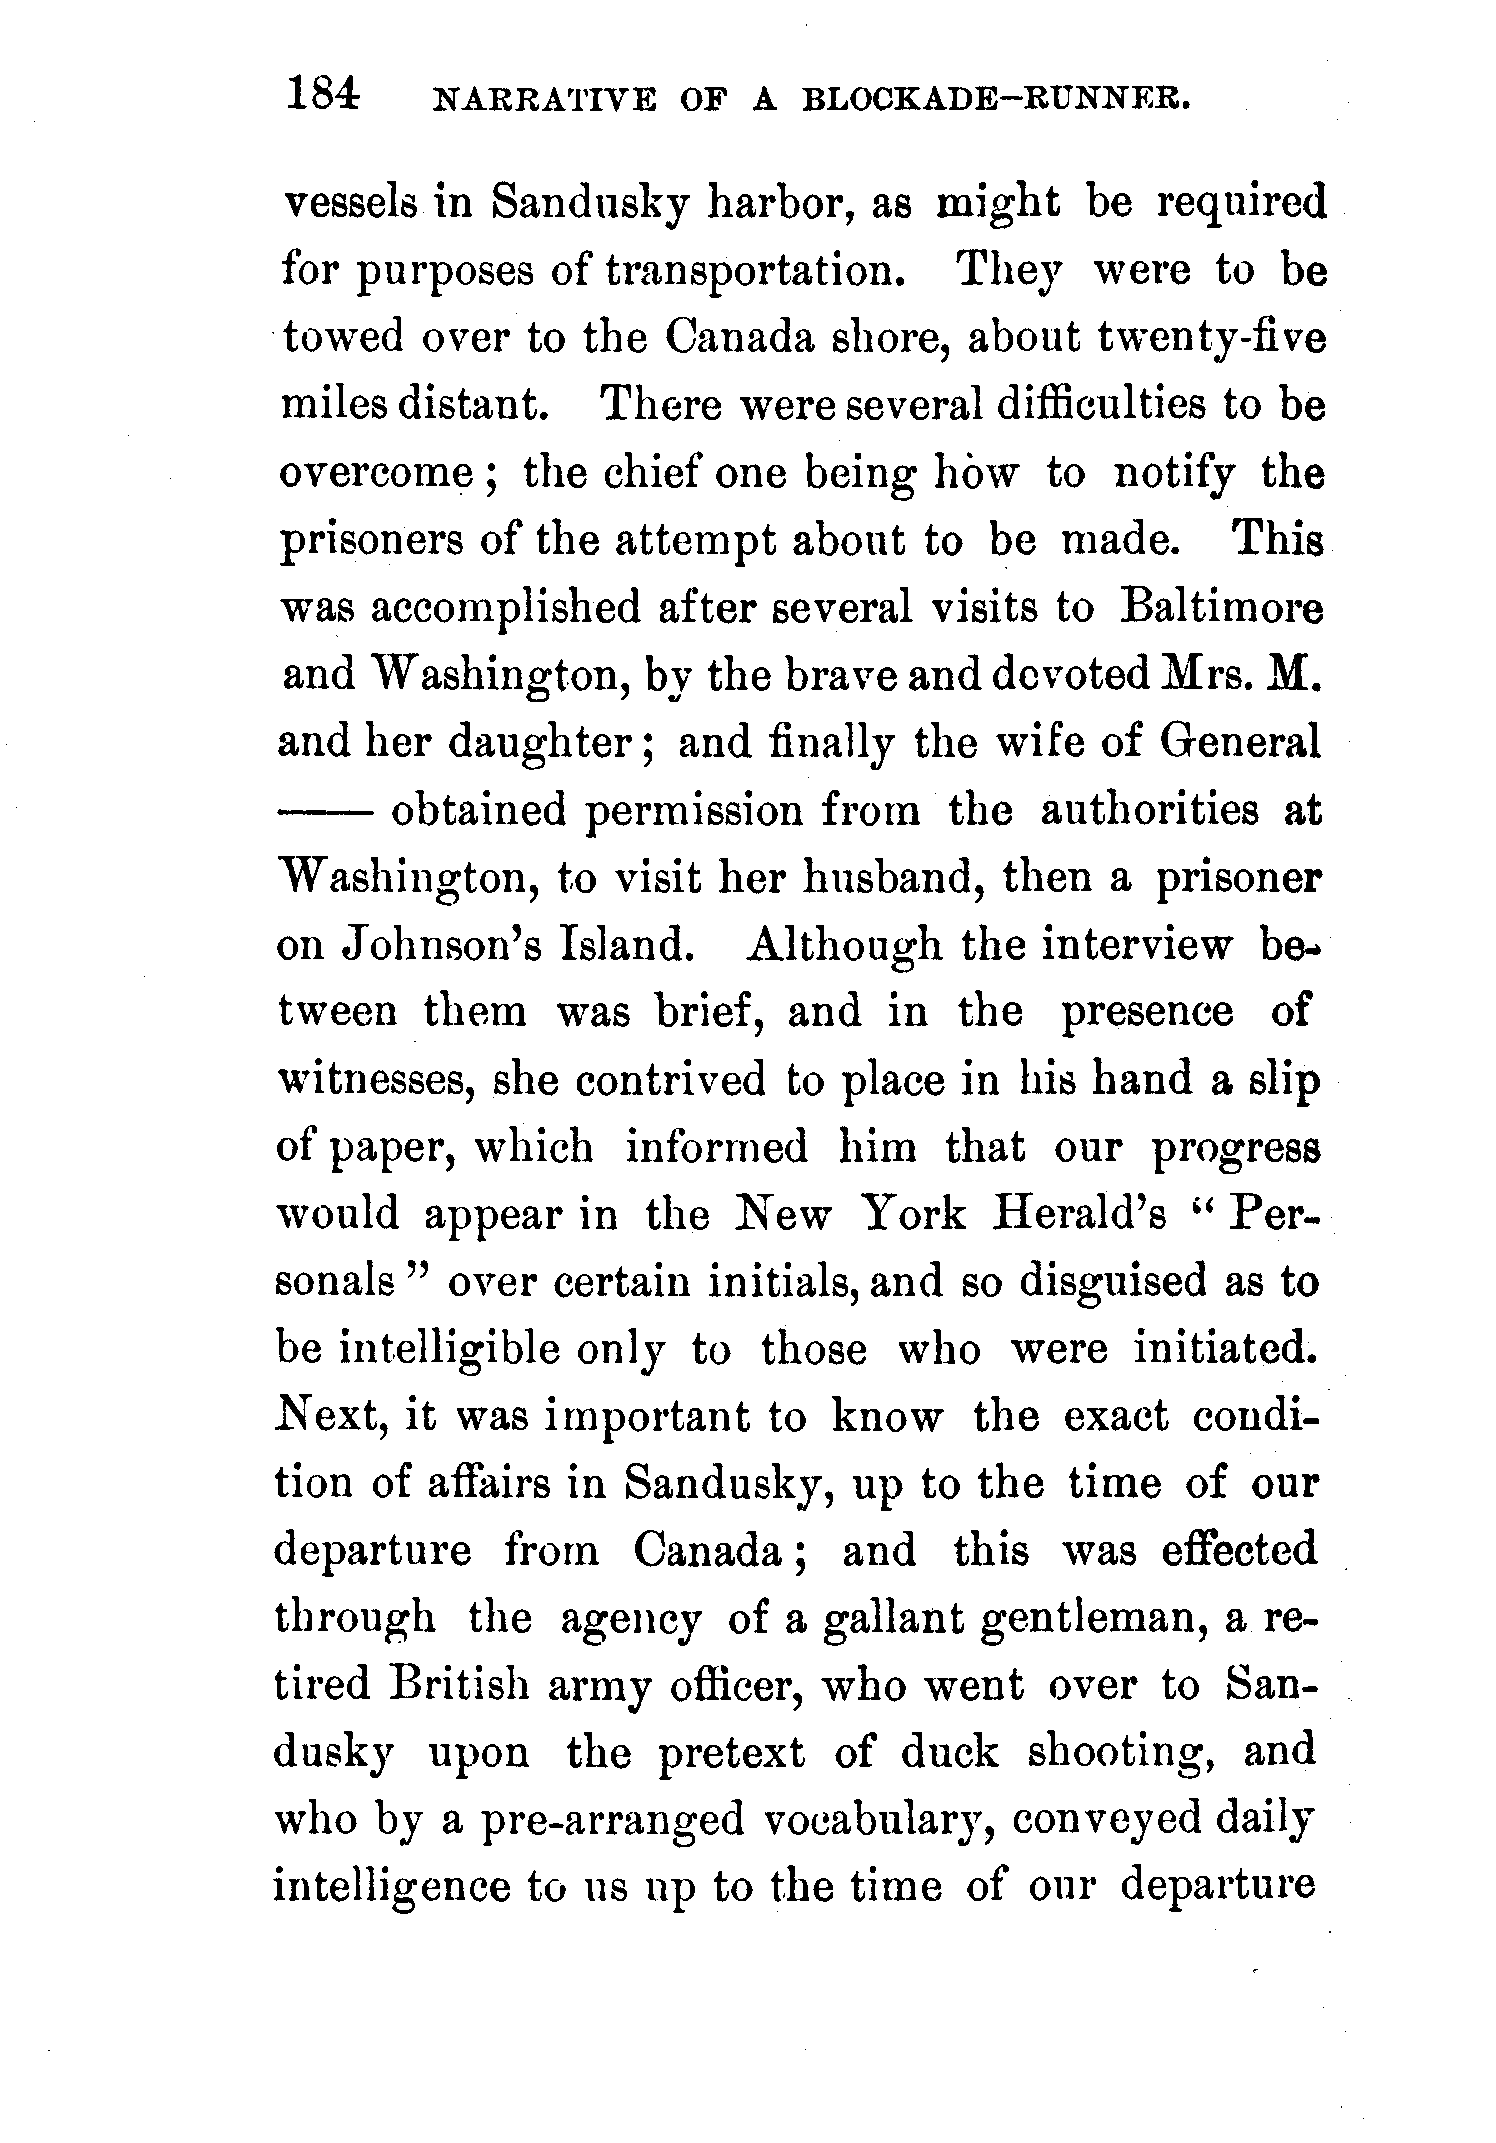 184 NARRATIVE OF A BLOCKADE-RUNNER.
vessels in Sandusky harbor, as might be required
for purposes of transportation. They were to be
towed over to the Canada shore, about twenty-five
miles distant. There were several difficulties to be
overcome ; the chief one being how to notify the
prisoners of the attempt about to be made. This
was accomplished after several visits to Baltimore
and Washington, by the brave and devoted Mrs. M.
and her daughter ; and finally the wife of General
—— obtained permission from the authorities at
Washington, to visit her husband, then a prisoner
on Johnson's Island. Although the interview be-
tween them was brief, and in the presence of
witnesses, she contrived to place in his hand a slip
of paper, which informed him that our progress
would appear in the New York Herald's “ Per-
sonals ” over certain initials, and so disguised as to
be intelligible only to those who were initiated.
Next, it was important to know the exact condi-
tion of affairs in Sandusky, up to the time of our
departure from Canada ; and this was effected
through the agency of a gallant gentleman, a re-
tired British army officer, who went over to San-
dusky upon the pretext of duck shooting, and
who by a pre-arranged vocabulary, conveyed daily
intelligence to us up to the time of our departure